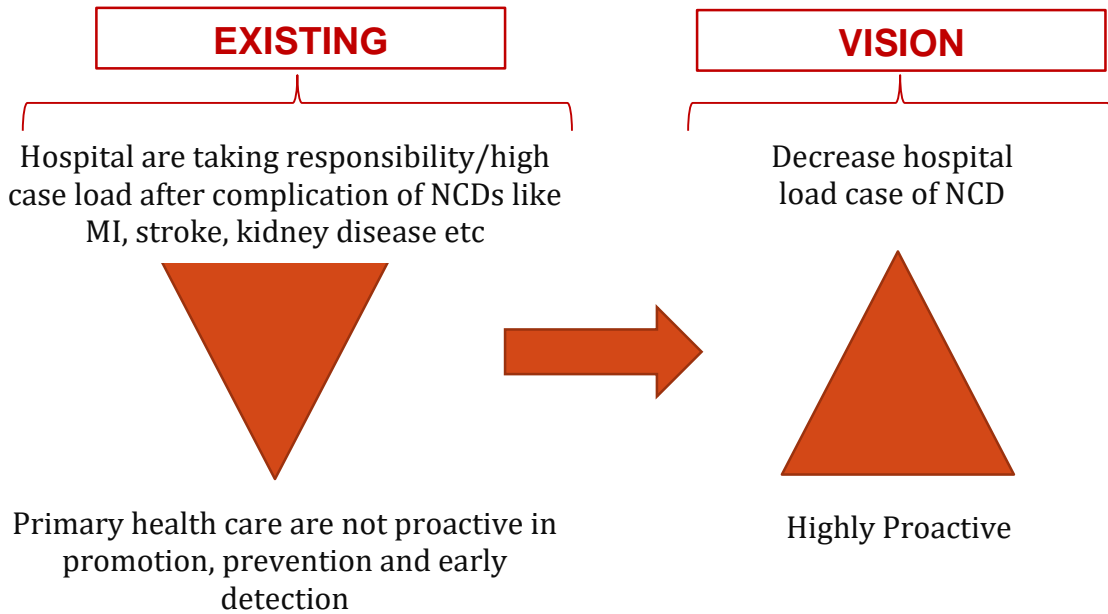 EXISTING
Hospital are taking responsibility/high
case load after complication of NCDs like
MI, stroke, kidney disease etc
Primary health care are not proactive in
promotion, prevention and early
detection
VISION
Decrease hospital
load case of NCD
Highly Proactive